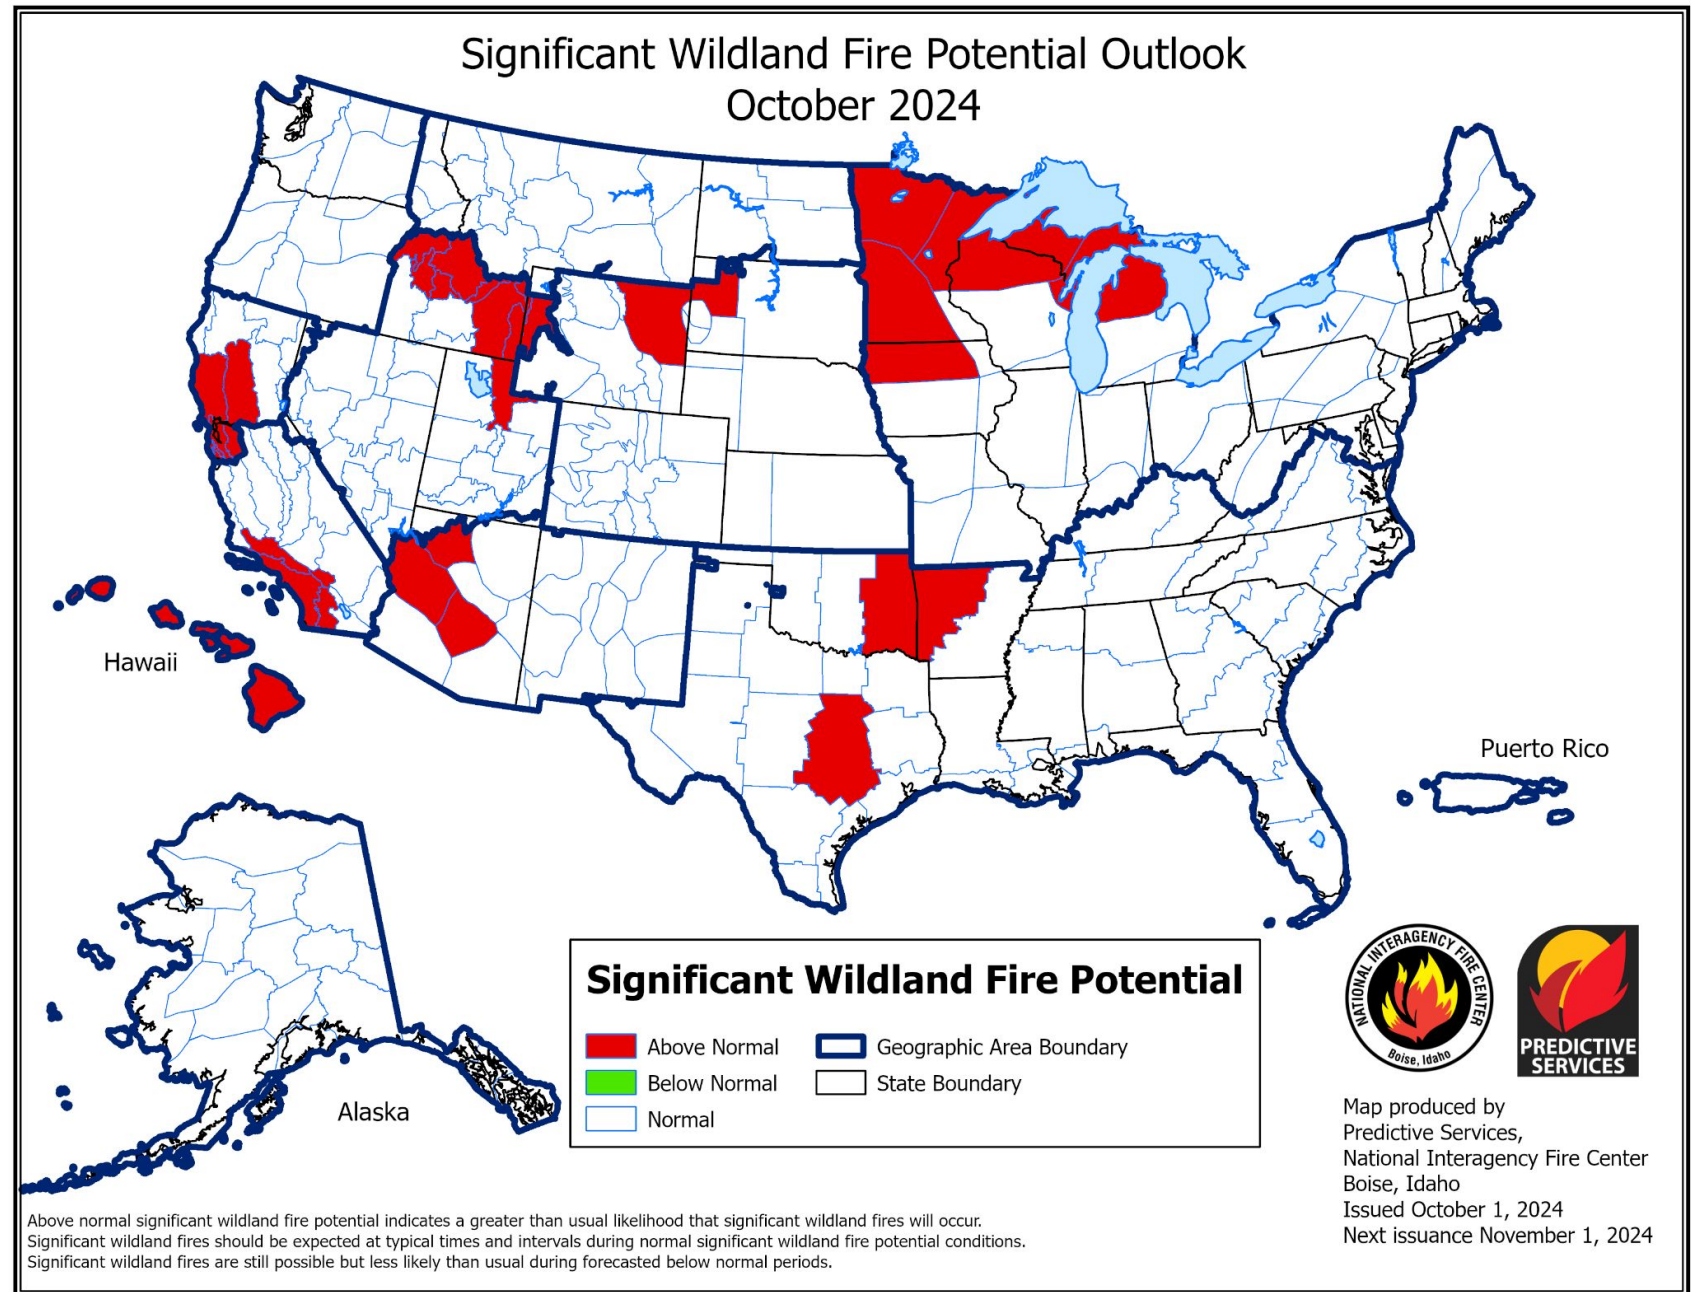 Significant Wildland Fire Potential Outlook
October 2024
Hawaii
Puerto Rico
Alaska
Significant Wildland Fire Potential
Above Normal
Below Normal
Normal
Geographic Area Boundary
State Boundary
NATIONAL INTERAGENCY FIRE CENTER
Boise, Idaho
PREDICTIVE
SERVICES
Map produced by
Predictive Services,
National Interagency Fire Center
Boise, Idaho
Issued October 1, 2024
Next issuance November 1, 2024
Above normal significant wildland fire potential indicates a greater than usual likelihood that significant wildland fires will occur.
Significant wildland fires should be expected at typical times and intervals during normal significant wildland fire potential conditions.
Significant wildland fires are still possible but less likely than usual during forecasted below normal periods.